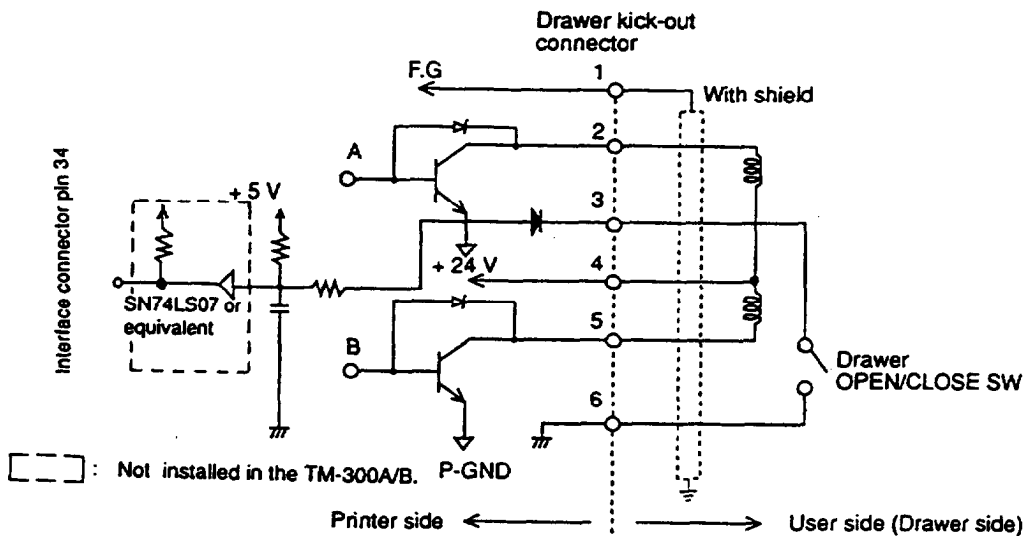 Drawer kick-out
connector
F.G
1
With shield
2
A
Interface connector pin 34
+ 5 V
3
+ 24 V
4
SN74LS07 or
equivalent
5
B
Drawer
OPEN/CLOSE SW
6
: Not installed in the TM-300A/B.
P-GND
Printer side
User side (Drawer side)